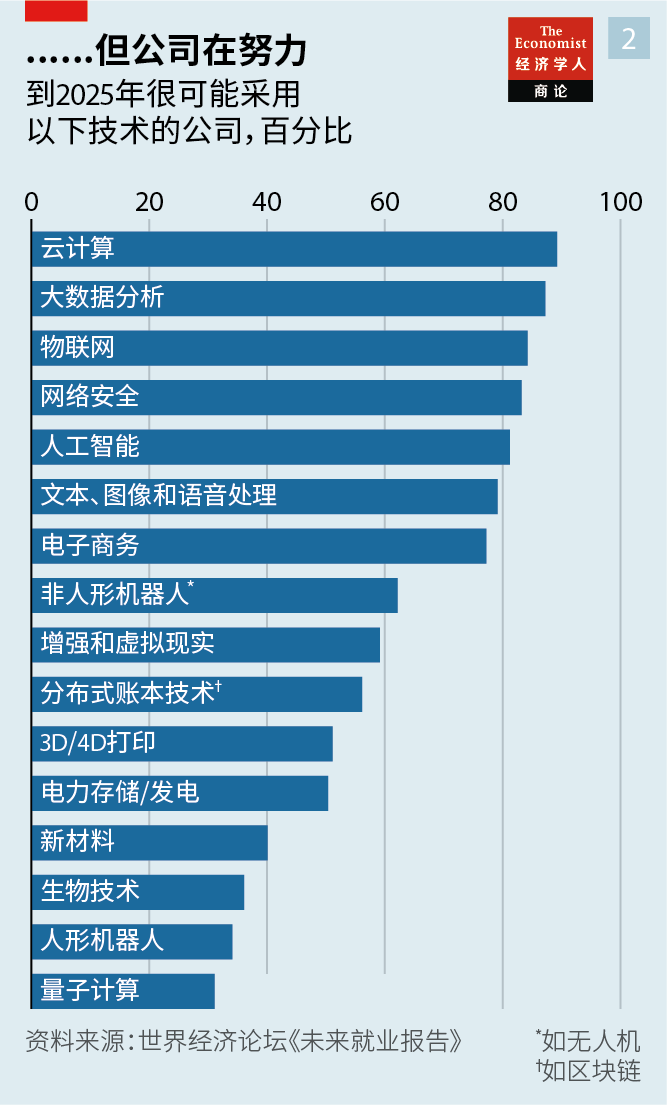 ……但公司在努力
到2025年很可能采用
以下技术的公司，百分比
The
Economist
经济学人
商论
2
0 20 40 60 80 100
云计算
大数据分析
物联网
网络安全
人工智能
文本、图像和语音处理
电子商务
非人形机器人*
增强和虚拟现实
分布式账本技术†
3D/4D打印
电力存储/发电
新材料
生物技术
人形机器人
量子计算
资料来源：世界经济论坛《未来就业报告》
*如无人机
†如区块链